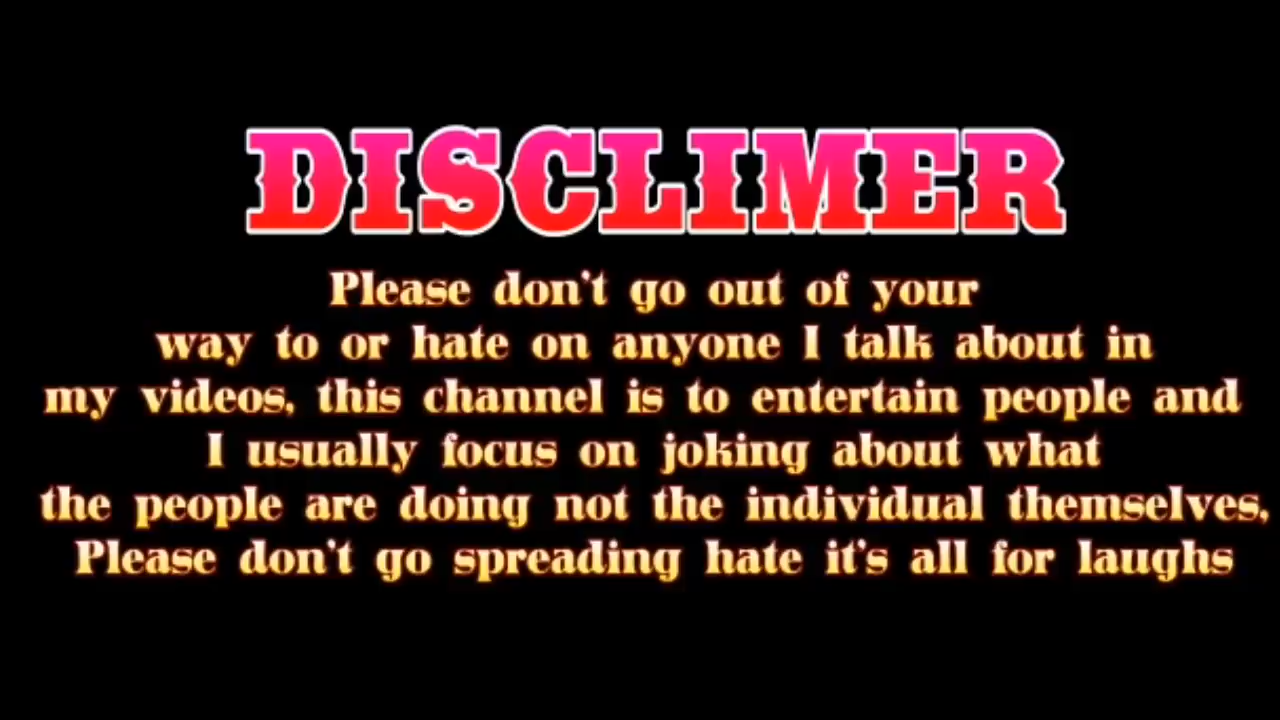 DISCLIMER
Please don't go out of your
way to or hate on anyone I talk about in
my videos, this channel is to entertain people and
I usually focus on joking about what
the people are doing not the individual themselves,
Please don't go spreading hate it's all for laughs